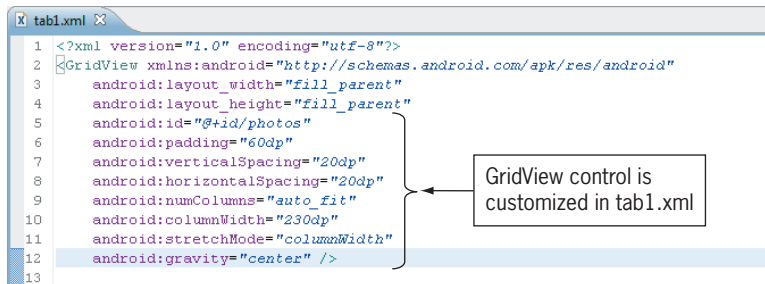 tab1.xml
1 <?xml version="1.0" encoding="utf-8"?>
2 <GridView xmlns:android="http://schemas.android.com/apk/res/android"
3 android:layout_width="fill_parent"
4 android:layout_height="fill_parent"
5 android:id="@+id/photos"
6 android:padding="60dp"
7 android:verticalSpacing="20dp"
8 android:horizontalSpacing="20dp"
9 android:numColumns="auto_fit"
10 android:columnWidth="230dp"
11 android:stretchMode="columnWidth"
12 android:gravity="center" />
13
GridView control is
customized in tab1.xml